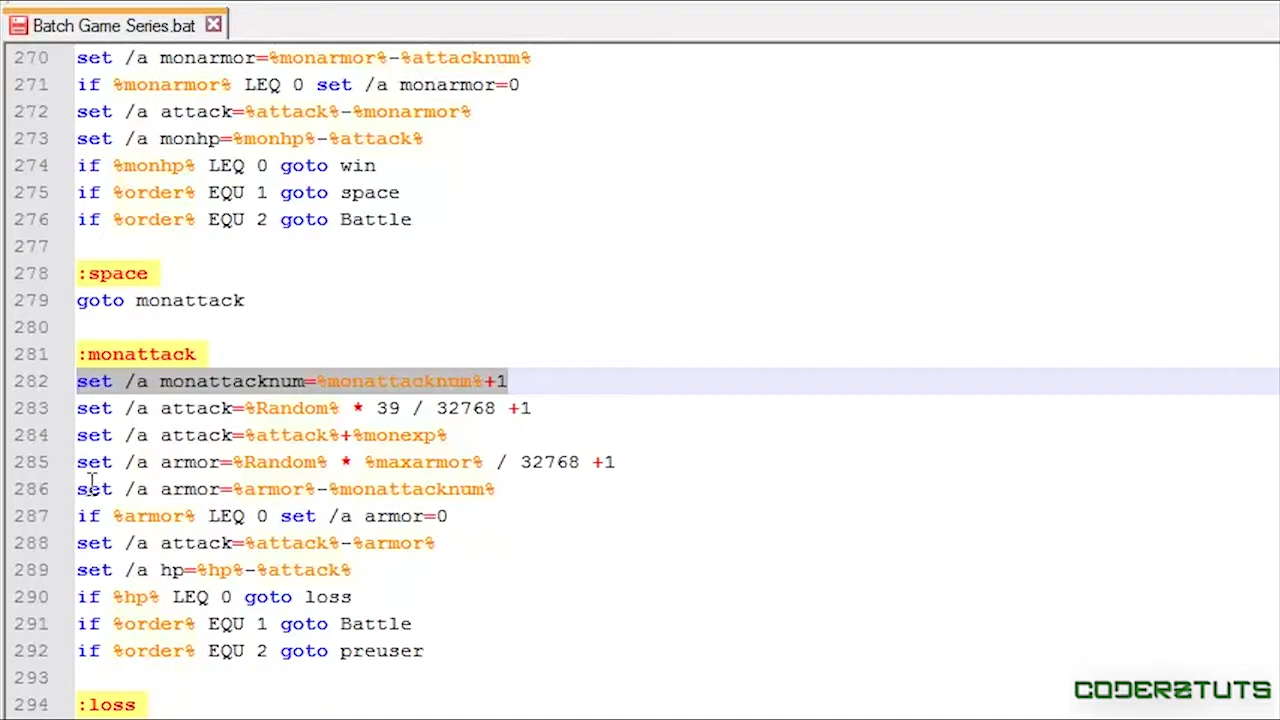 Batch Game Series.bat
270 set /a monarmor=%monarmor%-%attacknum%
271 if %monarmor% LEQ 0 set /a monarmor=0
272 set /a attack=%attack%-%monarmor%
273 set /a monhp=%monhp%-%attack%
274 if %monhp% LEQ 0 goto win
275 if %order% EQU 1 goto space
276 if %order% EQU 2 goto Battle
277
278 :space
279 goto monattack
280
281 :monattack
282 set /a monattacknum=%monattacknum%+1
283 set /a attack=%Random% * 39 / 32768 +1
284 set /a attack=%attack%+%monexp%
285 set /a armor=%Random% * %maxarmor% / 32768 +1
286 set /a armor=%armor%-%monattacknum%
287 if %armor% LEQ 0 set /a armor=0
288 set /a attack=%attack%-%armor%
289 set /a hp=%hp%-%attack%
290 if %hp% LEQ 0 goto loss
291 if %order% EQU 1 goto Battle
292 if %order% EQU 2 goto preuser
293
294 :loss
CODERZTUTS